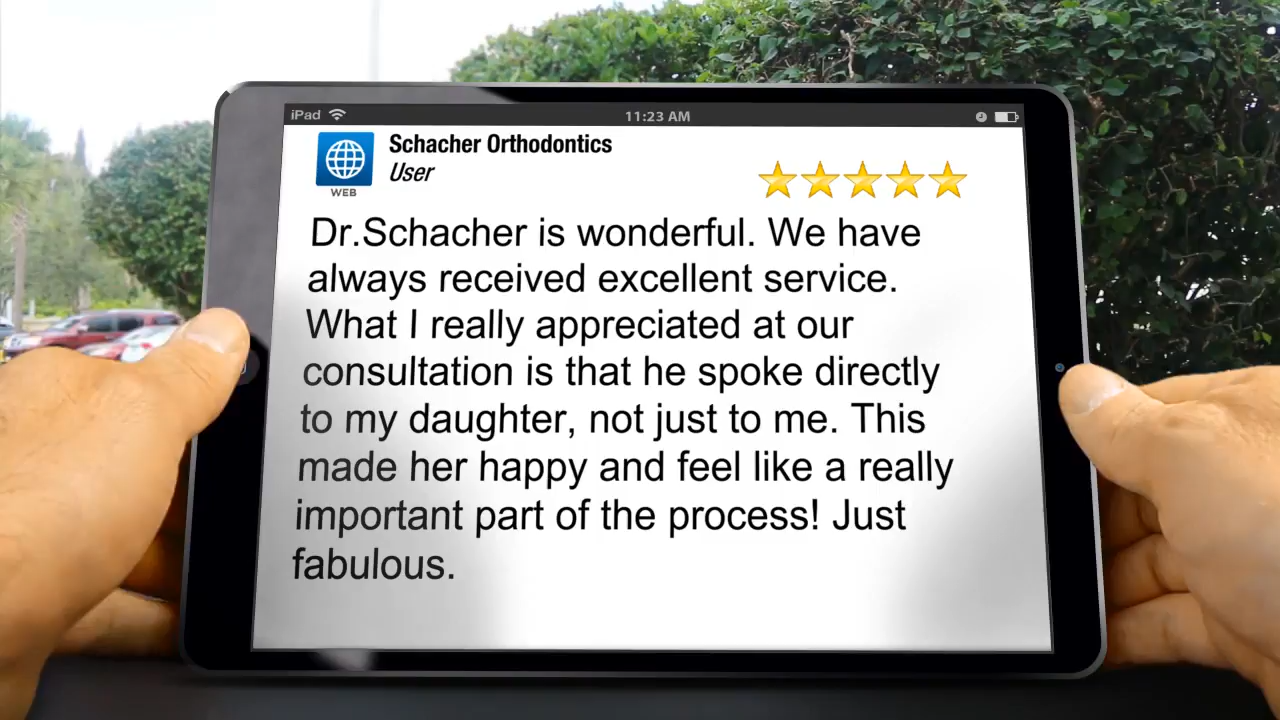 iPad 11:23 AM
Schacher Orthodontics
User
WEB
Dr.Schacher is wonderful. We have
always received excellent service.
What I really appreciated at our
consultation is that he spoke directly
to my daughter, not just to me. This
made her happy and feel like a really
important part of the process! Just
fabulous.